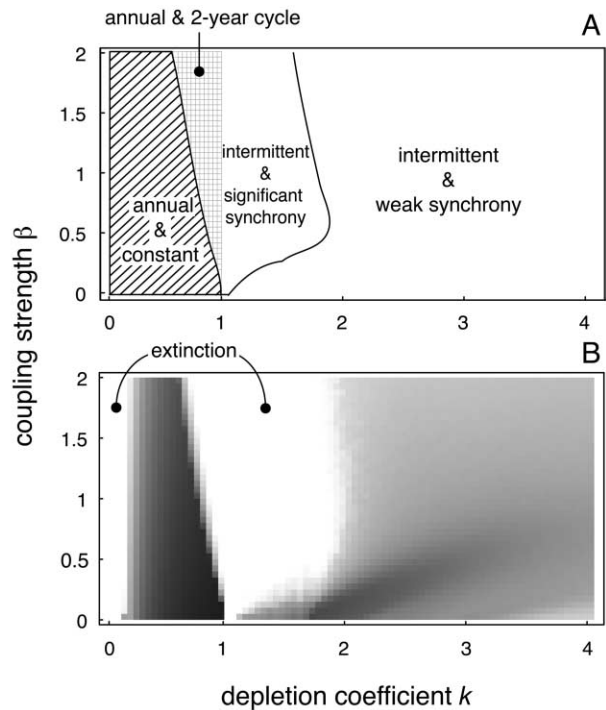 annual & 2-year cycle
A
2
1.5
1
0.5
0
annual
&
constant
intermittent
&
significant
synchrony
intermittent
&
weak synchrony
0 1 2 3 4
coupling strength β
extinction
B
2
1.5
1
0.5
0
0 1 2 3 4
depletion coefficient k